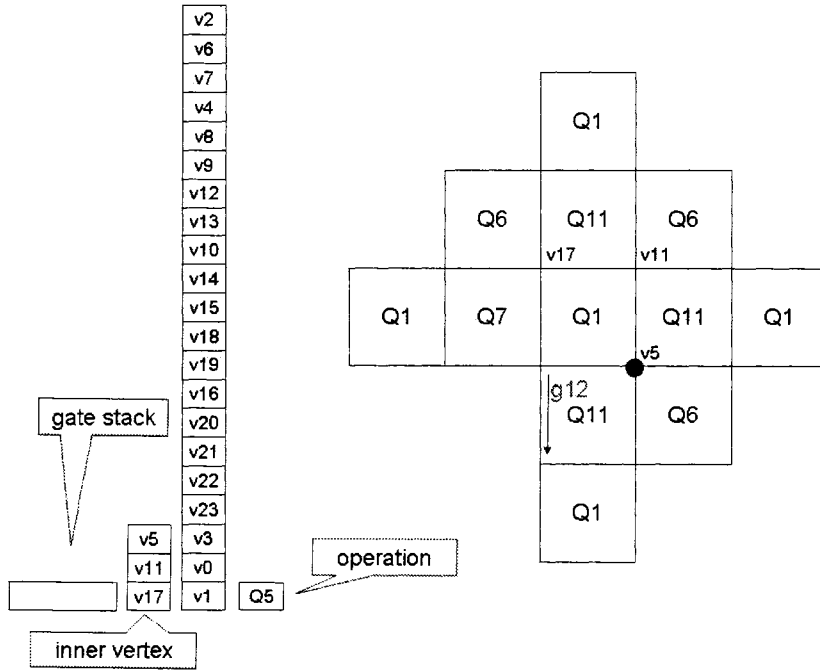 v2
v6
v7
v4
v8
v9
v12
v13
v10
v14
v15
v18
v19
v16
v20
v21
v22
v23
v3
v0
v1
v5
v11
v17
Q5
gate stack
inner vertex
operation
Q1
Q6 Q11 Q6
v17 v11
Q1 Q7 Q1 Q11 Q1
v5
g12
Q11 Q6
Q1